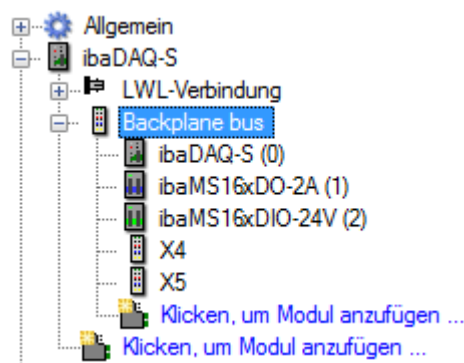 Allgemein
ibaDAQ-S
LWL-Verbindung
Backplane bus
ibaDAQ-S (0)
ibaMS16xDO-2A (1)
ibaMS16xDIO-24V (2)
X4
X5
Klicken, um Modul anzufügen ...
Klicken, um Modul anzufügen ...